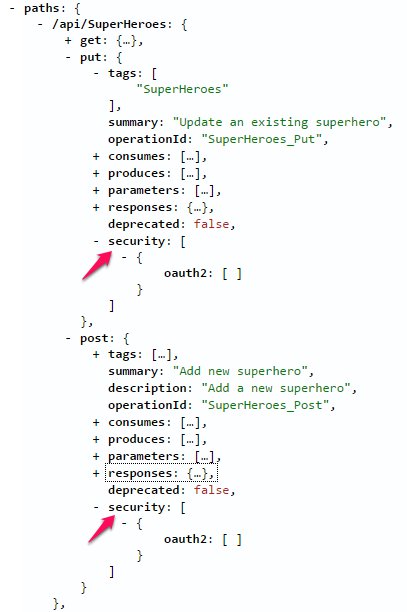 - paths: {
- /api/SuperHeroes: {
+ get: {…},
- put: {
- tags: [
"SuperHeroes"
],
summary: "Update an existing superhero",
operationId: "SuperHeroes_Put",
+ consumes: […],
+ produces: […],
+ parameters: […],
+ responses: {…},
deprecated: false,
- security: [
- {
oauth2: [ ]
}
]
},
- post: {
+ tags: […],
summary: "Add new superhero",
description: "Add a new superhero",
operationId: "SuperHeroes_Post",
+ consumes: […],
+ produces: […],
+ parameters: […],
+ responses: {…},
deprecated: false,
- security: [
- {
oauth2: [ ]
}
]
}
},